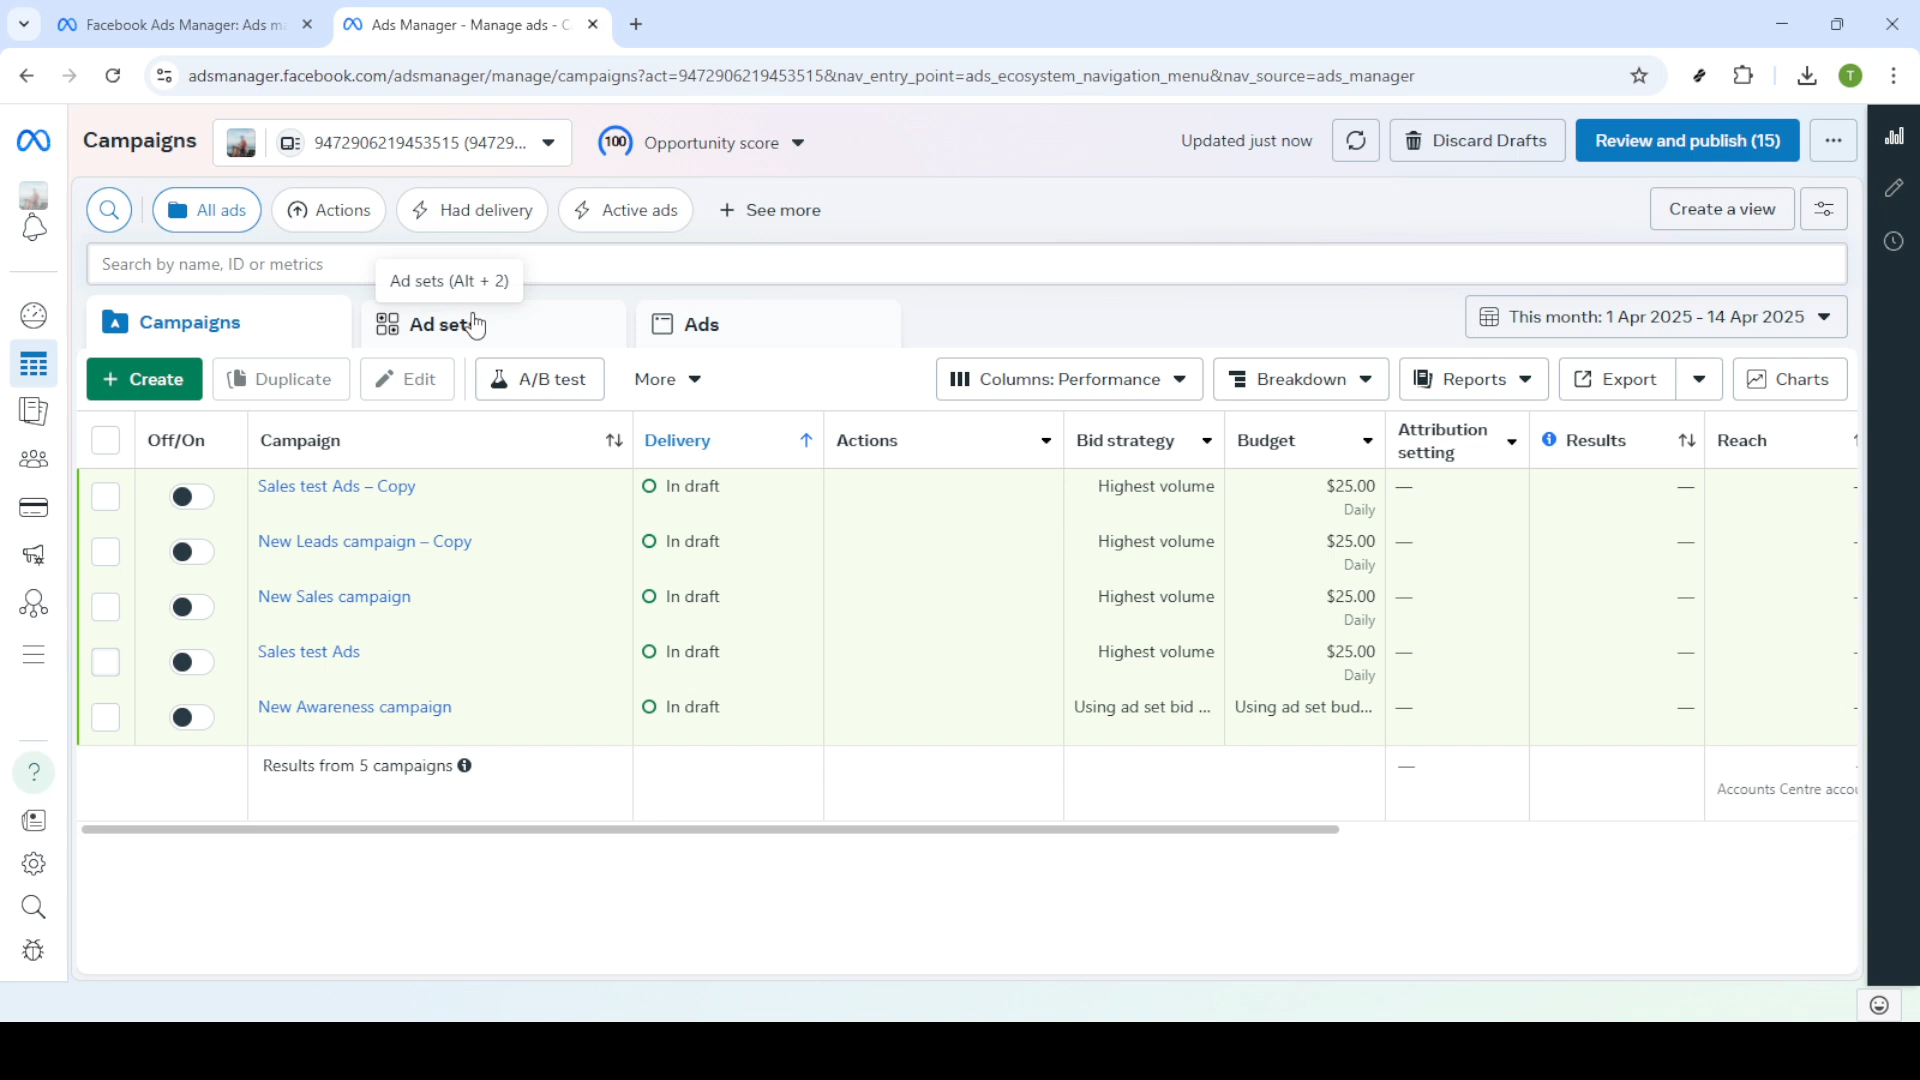 Facebook Ads Manager: Ads ma
Ads Manager - Manage ads - C
adsmanager.facebook.com/adsmanager/manage/campaigns?act=9472906219453515&nav_entry_point=ads_ecosystem_navigation_menu&nav_source=ads_manager
T
Campaigns
9472906219453515 (94729...
100
Opportunity score
Updated just now
Discard Drafts
Review and publish (15)
All ads
Actions
Had delivery
Active ads
+ See more
Create a view
Search by name, ID or metrics
Ad sets (Alt + 2)
Campaigns
Ad sets
Ads
This month: 1 Apr 2025 - 14 Apr 2025
+ Create
Duplicate
Edit
A/B test
More
Columns: Performance
Breakdown
Reports
Export
Charts
Off/On
Campaign
Delivery
Actions
Bid strategy
Budget
Attribution
setting
Results
Reach
Sales test Ads – Copy
In draft
Highest volume
$25.00
Daily
—
—
New Leads campaign – Copy
In draft
Highest volume
$25.00
Daily
—
—
New Sales campaign
In draft
Highest volume
$25.00
Daily
—
—
Sales test Ads
In draft
Highest volume
$25.00
Daily
—
—
New Awareness campaign
In draft
Using ad set bid ...
Using ad set bud...
—
—
Results from 5 campaigns
—
Accounts Centre accou
?